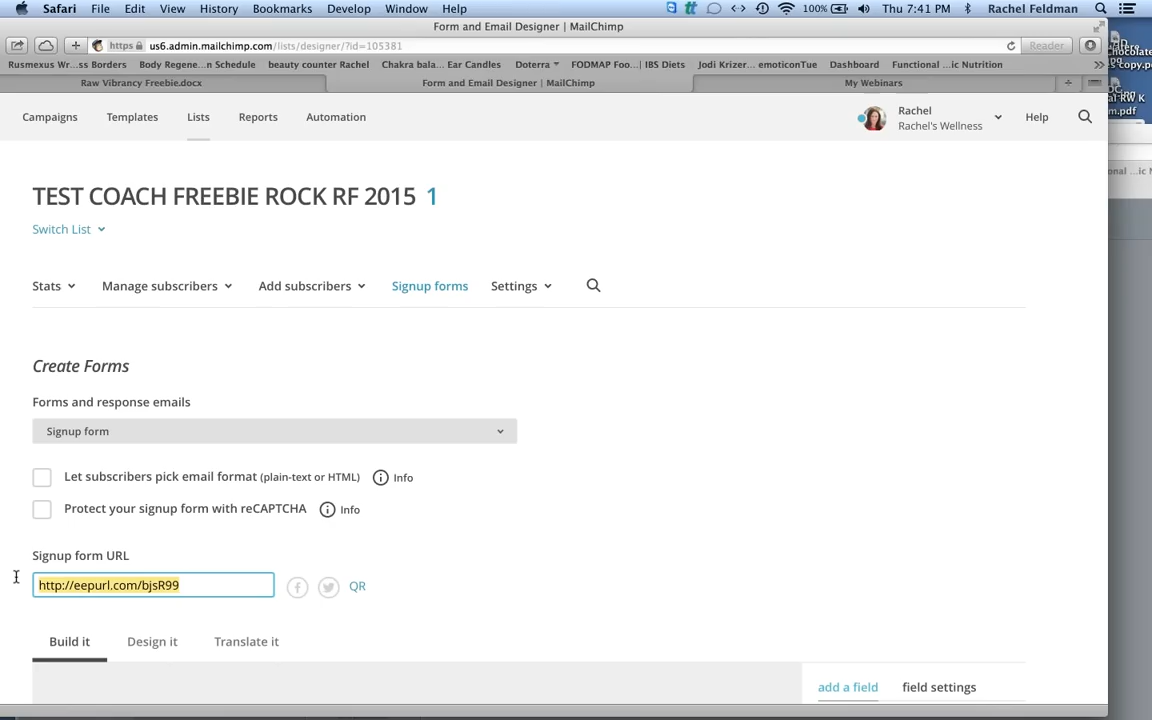 Safari File Edit View History Bookmarks Develop Window Help 100% Thu 7:41 PM Rachel Feldman
Form and Email Designer | MailChimp
https us6.admin.mailchimp.com/lists/designer/?id=105381 Reader
Rusmexus Wr...ss Borders Body Regene...n Schedule beauty counter Rachel Chakra bala... Ear Candles Doterra FODMAP Foo...| IBS Diets Jodi Krizer... emoticonTue Dashboard Functional ...ic Nutrition
Raw Vibrancy Freebie.docx Form and Email Designer | MailChimp My Webinars
Campaigns Templates Lists Reports Automation Rachel Help
Rachel's Wellness
TEST COACH FREEBIE ROCK RF 2015 1
Switch List
Stats Manage subscribers Add subscribers Signup forms Settings
Create Forms
Forms and response emails
Signup form
Let subscribers pick email format (plain-text or HTML) Info
Protect your signup form with reCAPTCHA Info
Signup form URL
http://eepurl.com/bjsR99 QR
Build it Design it Translate it
add a field field settings